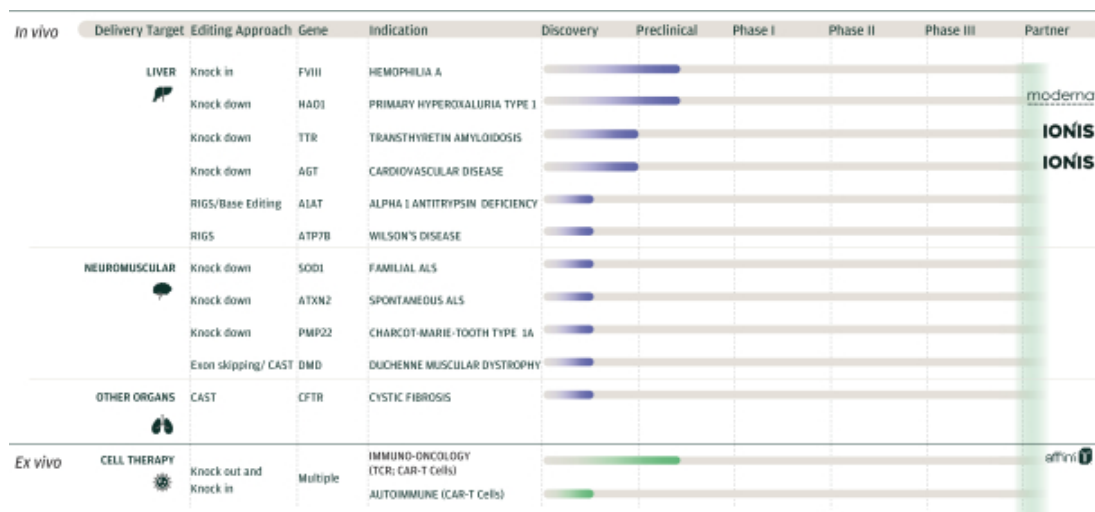 In vivo Delivery Target Editing Approach Gene Indication Discovery Preclinical Phase I Phase II Phase III Partner
LIVER Knock in FVIII HEMOPHILIA A
Knock down HAO1 PRIMARY HYPEROXALURIA TYPE 1 moderna
Knock down TTR TRANSTHYRETIN AMYLOIDOSIS IONIS
Knock down AGT CARDIOVASCULAR DISEASE IONIS
RIGS/Base Editing A1AT ALPHA 1 ANTITRYPSIN DEFICIENCY
RIGS ATP7B WILSON'S DISEASE
NEUROMUSCULAR Knock down SOD1 FAMILIAL ALS
Knock down ATXN2 SPONTANEOUS ALS
Knock down PMP22 CHARCOT-MARIE-TOOTH TYPE 1A
Exon skipping/ CAST DMD DUCHENNE MUSCULAR DYSTROPHY
OTHER ORGANS CAST CFTR CYSTIC FIBROSIS
Ex vivo CELL THERAPY Knock out and Knock in Multiple IMMUNO-ONCOLOGY
(TCR; CAR-T Cells) affini T
AUTOIMMUNE (CAR-T Cells)